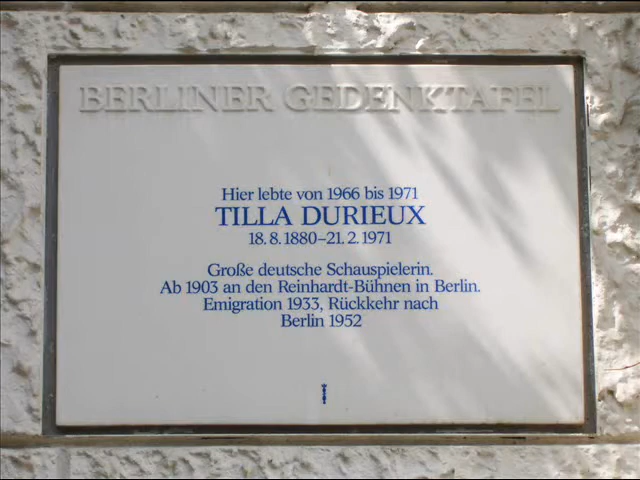 BERLINER GEDENKTAFEL
Hier lebte von 1966 bis 1971
TILLA DURIEUX
18. 8. 1880–21. 2. 1971
Große deutsche Schauspielerin.
Ab 1903 an den Reinhardt-Bühnen in Berlin.
Emigration 1933, Rückkehr nach
Berlin 1952